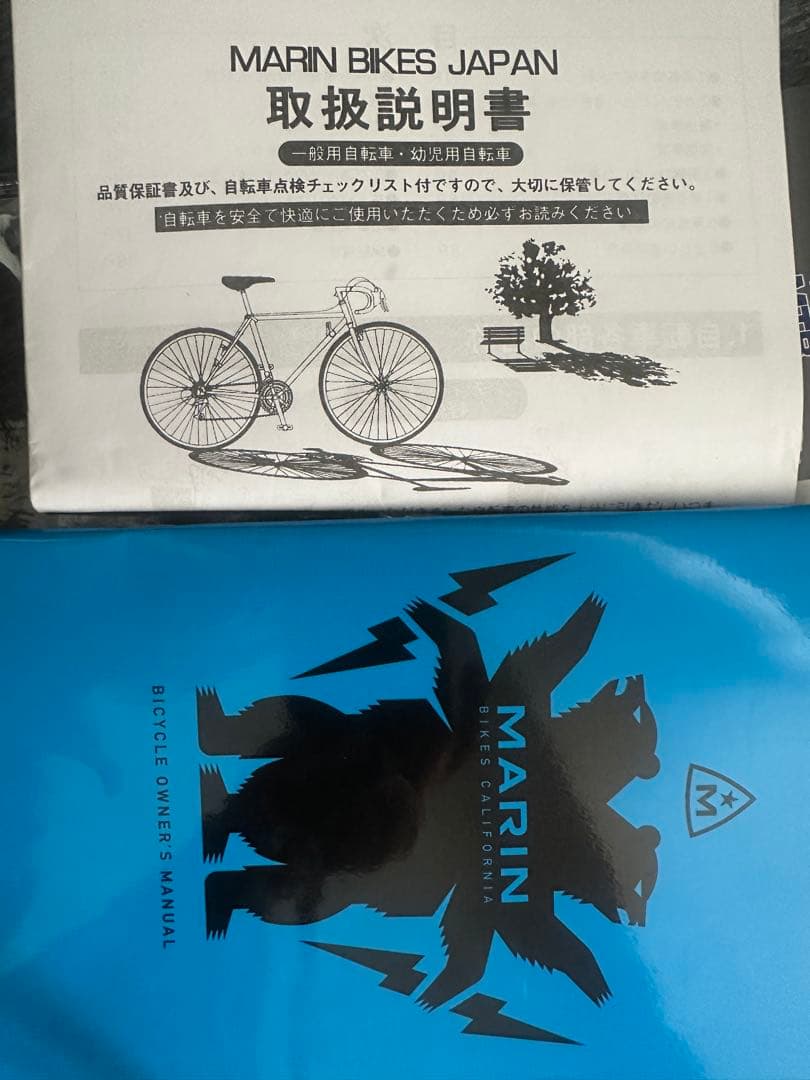 MARIN BIKES JAPAN
取扱説明書
一般用自転車・幼児用自転車
品質保証書及び、自転車点検チェックリスト付ですので、大切に保管してください。
自転車を安全で快適にご使用いただくため必ずお読みください
M
MARIN
BIKES CALIFORNIA
BICYCLE OWNER'S MANUAL